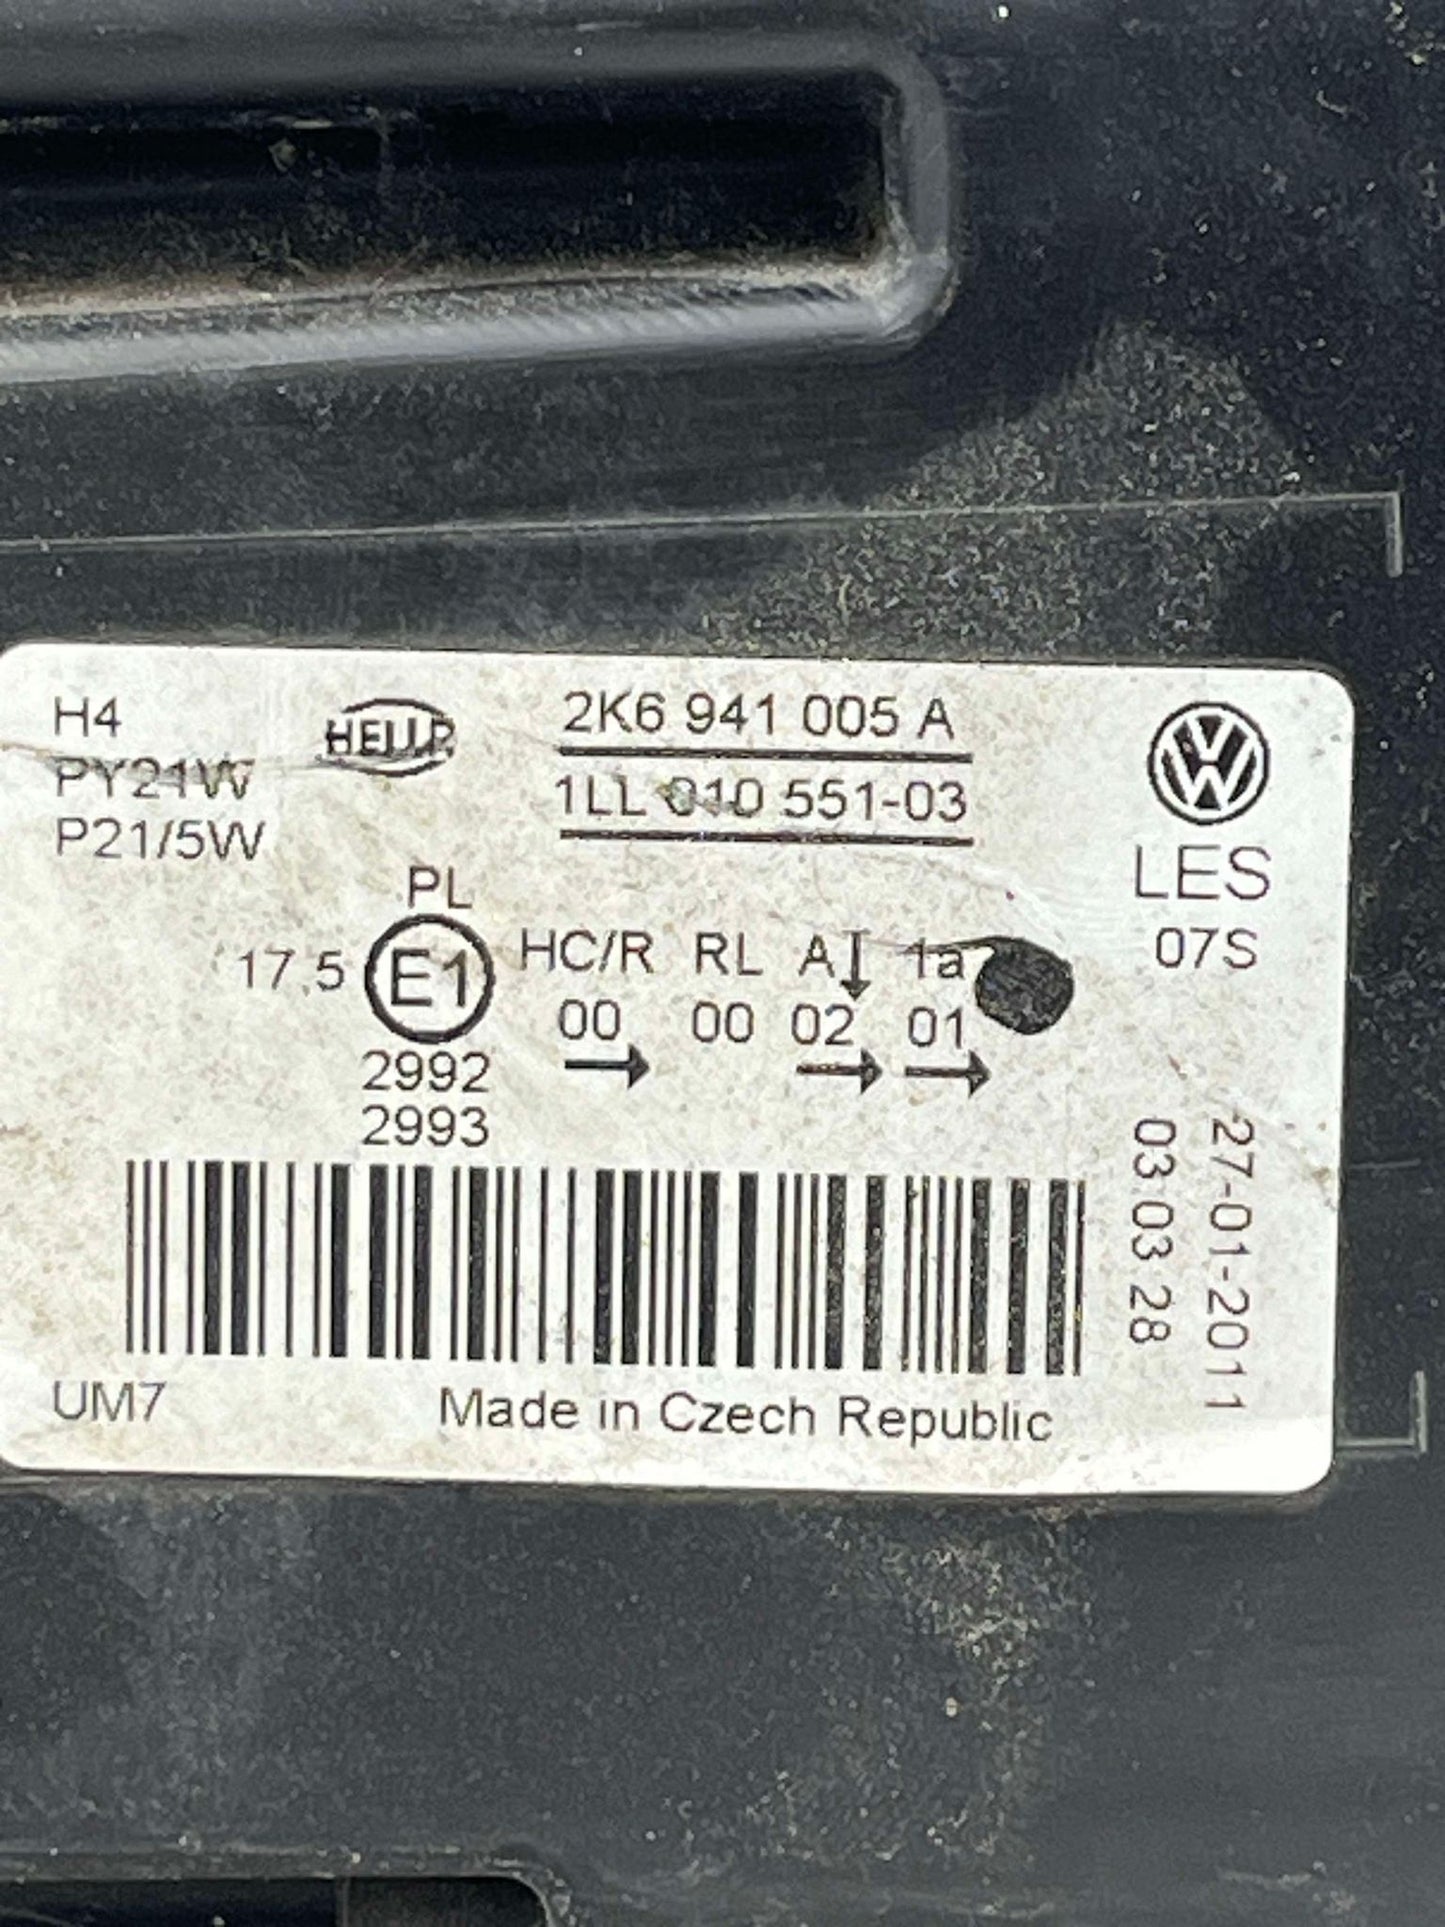 H4
PY21W
P21/5W
HELLA
2K6 941 005 A
1LL 010 551-03
LES
07S
PL
17,5 E1 HC/R RL A 1a
00 00 02 01
2992
2993
27-01-2011
03 03 28
UM7
Made in Czech Republic